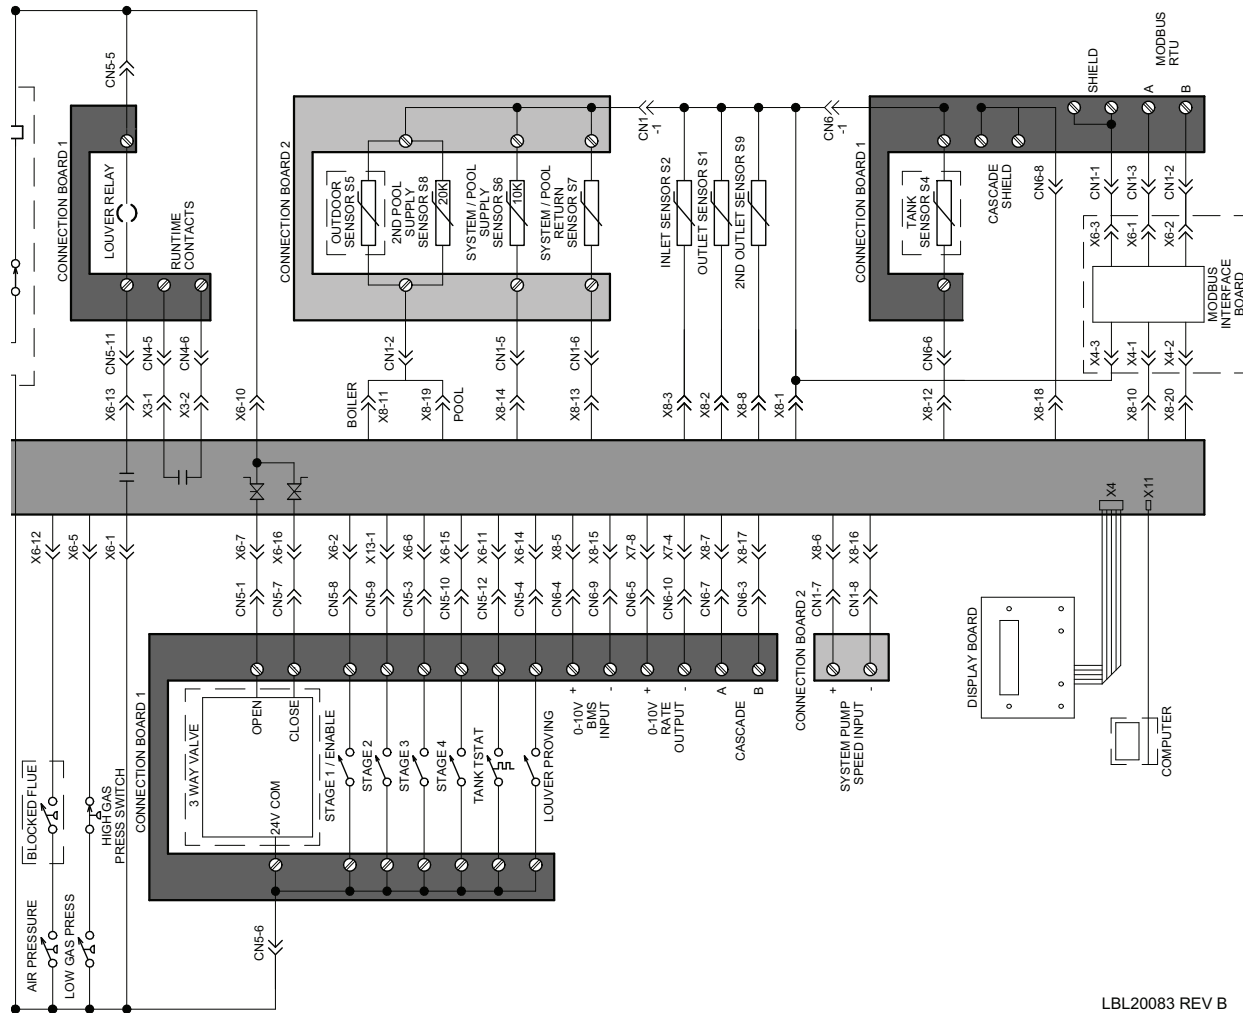 CN5-5
CONNECTION BOARD 1
LOUVER RELAY
RUNTIME
CONTACTS
CN5-11
CN4-5
CN4-6
X6-13
X3-1
X3-2
X6-10
CONNECTION BOARD 2
OUTDOOR
SENSOR S5
2ND POOL
SUPPLY
SENSOR S8
20K
SYSTEM / POOL
SUPPLY
SENSOR S6
10K
SYSTEM / POOL
RETURN
SENSOR S7
CN1-2
CN1-5
CN1-6
BOILER
X8-11
X8-19
POOL
X8-14
X8-13
CN1
-1
INLET SENSOR S2
OUTLET SENSOR S1
2ND OUTLET SENSOR S9
X8-3
X8-2
X8-8
X8-1
CN6
-1
CONNECTION BOARD 1
TANK
SENSOR S4
CASCADE
SHIELD
CN6-8
SHIELD
A
B
MODBUS
RTU
CN1-1
CN1-3
CN1-2
X6-3
X6-1
X6-2
MODBUS
INTERFACE
BOARD
X4-3
X4-1
X4-2
CN6-6
X8-12
X8-18
X8-10
X8-20
X4
X11
X6-12
X6-5
X6-1
X6-7
X6-16
X6-2
X13-1
X6-6
X6-15
X6-11
X6-14
X8-5
X8-15
X7-8
X7-4
X8-7
X8-17
X8-6
X8-16
CN5-1
CN5-7
CN5-8
CN5-9
CN5-3
CN5-10
CN5-12
CN5-4
CN6-4
CN6-9
CN6-5
CN6-10
CN6-7
CN6-3
CN1-7
CN1-8
CONNECTION BOARD 1
3 WAY VALVE
OPEN
CLOSE
24V COM
STAGE 1 / ENABLE
STAGE 2
STAGE 3
STAGE 4
TANK TSTAT
LOUVER PROVING
+
-
0-10V
BMS
INPUT
+
-
0-10V
RATE
OUTPUT
A
B
CASCADE
CONNECTION BOARD 2
+
-
SYSTEM PUMP
SPEED INPUT
DISPLAY BOARD
COMPUTER
BLOCKED FLUE
HIGH GAS
PRESS SWITCH
AIR PRESSURE
LOW GAS PRESS
CN5-6
LBL20083 REV B